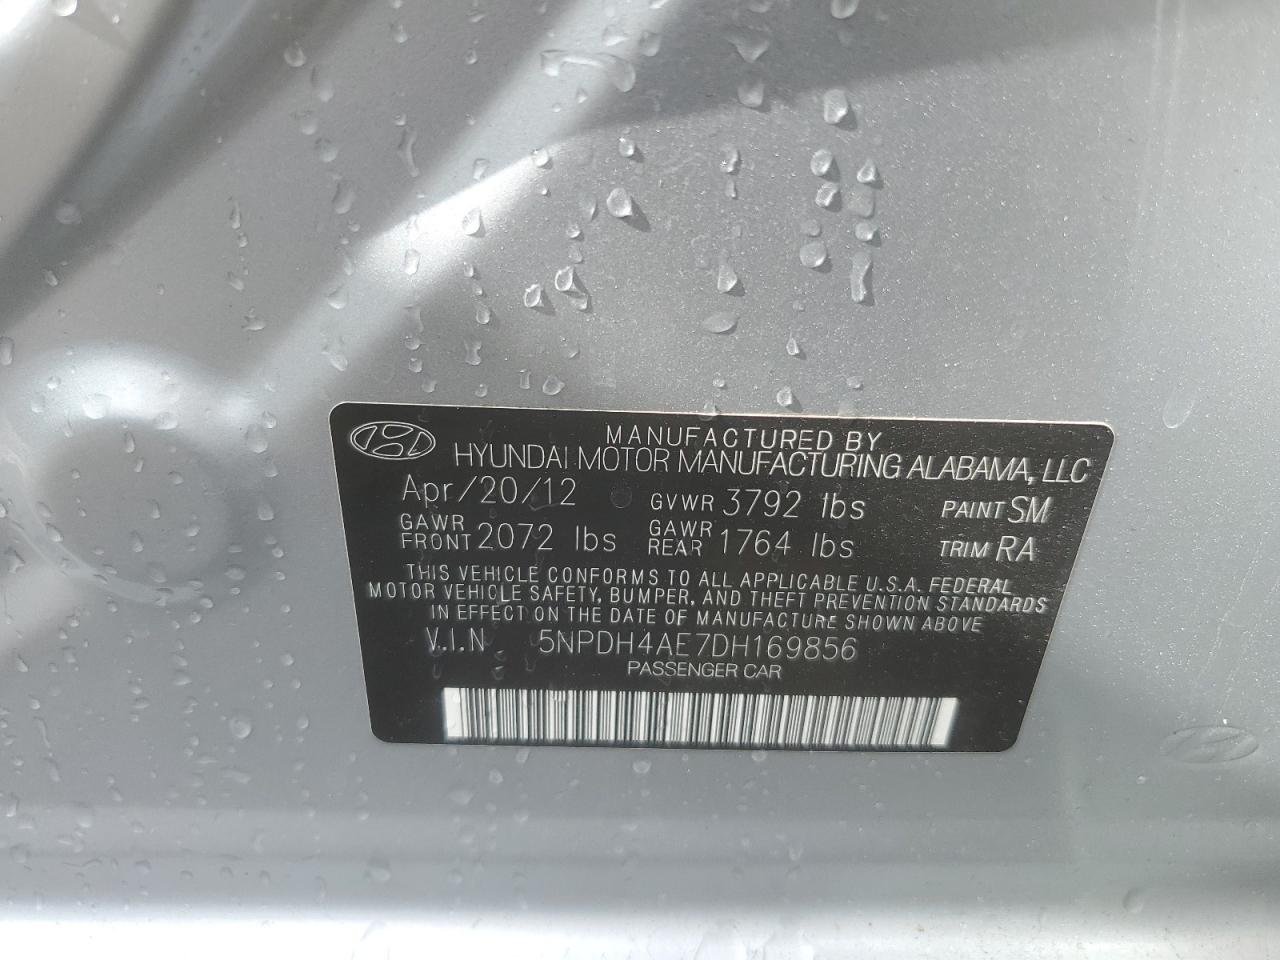 MANUFACTURED BY
HYUNDAI MOTOR MANUFACTURING ALABAMA, LLC
Apr/20/12 GVWR 3792 lbs PAINT SM
GAWR FRONT 2072 lbs GAWR REAR 1764 lbs TRIM RA
THIS VEHICLE CONFORMS TO ALL APPLICABLE U.S.A. FEDERAL
MOTOR VEHICLE SAFETY, BUMPER, AND THEFT PREVENTION STANDARDS
IN EFFECT ON THE DATE OF MANUFACTURE SHOWN ABOVE
V.I.N 5NPDH4AE7DH169856
PASSENGER CAR